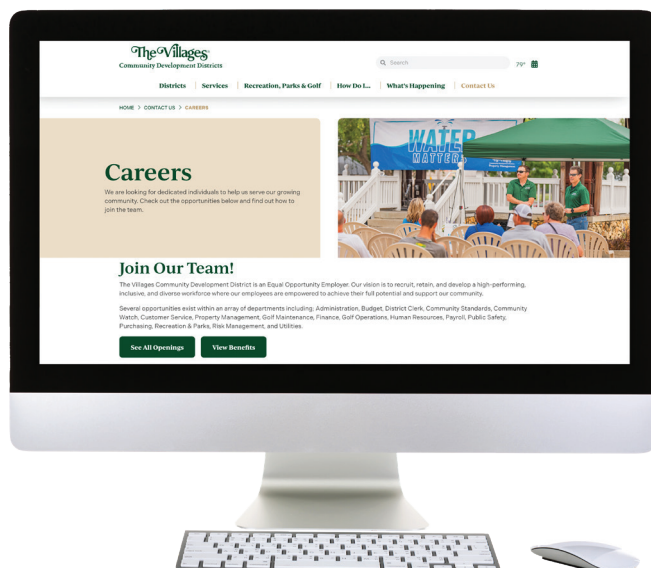 The Villages®
Community Development Districts
Search
79°
Districts
Services
Recreation, Parks & Golf
How Do I...
What's Happening
Contact Us
HOME > CONTACT US > CAREERS
Careers
We are looking for dedicated individuals to help us serve our growing
community. Check out the opportunities below and find out how to
join the team.
WATER
MATTERS
Property Management
Join Our Team!
The Villages Community Development District is an Equal Opportunity Employer. Our vision is to recruit, retain, and develop a high-performing,
inclusive, and diverse workforce where our employees are empowered to achieve their full potential and support our community.
Several opportunities exist within an array of departments including; Administration, Budget, District Clerk, Community Standards, Community
Watch, Customer Service, Property Management, Golf Maintenance, Finance, Golf Operations, Human Resources, Payroll, Public Safety,
Purchasing, Recreation & Parks, Risk Management, and Utilities.
See All Openings
View Benefits